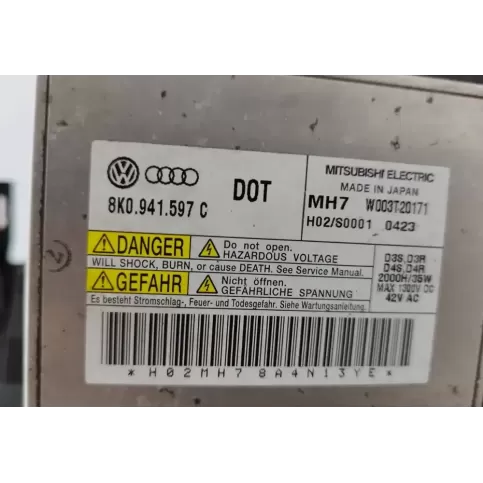 MITSUBISHI ELECTRIC
MADE IN JAPAN
8K0.941.597 C
DOT
MH7 W003T20171
H02/S0001 0423
DANGER
Do not open.
HAZARDOUS VOLTAGE
WILL SHOCK, BURN, or cause DEATH. See Service Manual.
GEFAHR
Nicht öffnen.
GEFÄHRLICHE SPANNUNG
Es besteht Stromschlag-, Feuer- und Todesgefahr. Siehe Wartungsanleitung.
D3S,D3R
D4S,D4R
2000H/35W
MAX 1300V DC
42V AC
*H02MH78A4N13YE*
2